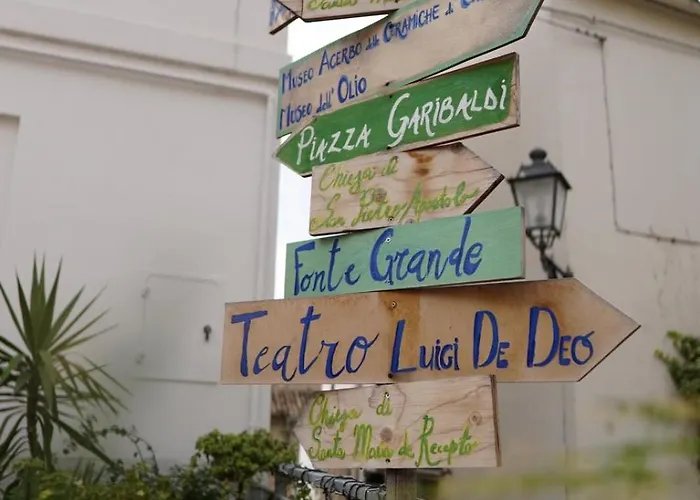 Museo Acerbo delle Ceramiche di
Museo dell'Olio
Piazza Garibaldi
Chiesa di
San Pietro Apostolo
Fonte Grande
Teatro Luigi De Deo
Chiesa di
Santa Maria de Recepto